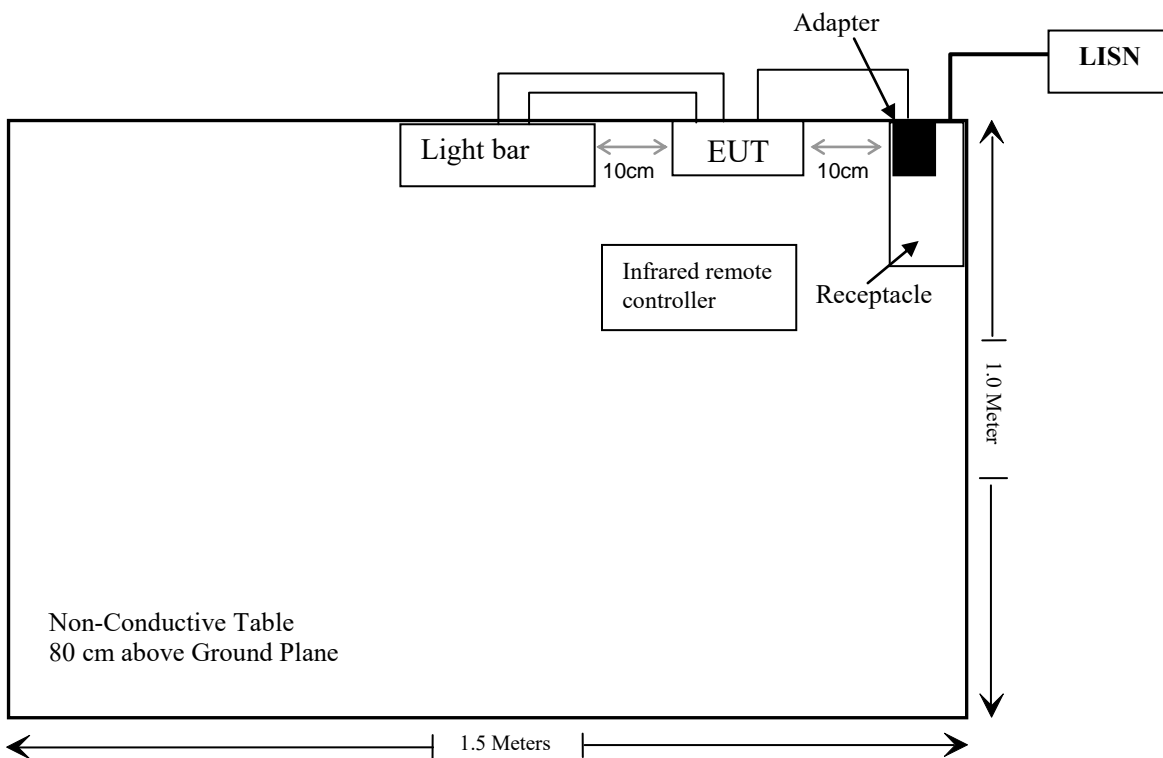 Adapter
LISN
Light bar
EUT
10cm
10cm
Infrared remote
controller
Receptacle
1.0 Meter
Non-Conductive Table
80 cm above Ground Plane
1.5 Meters